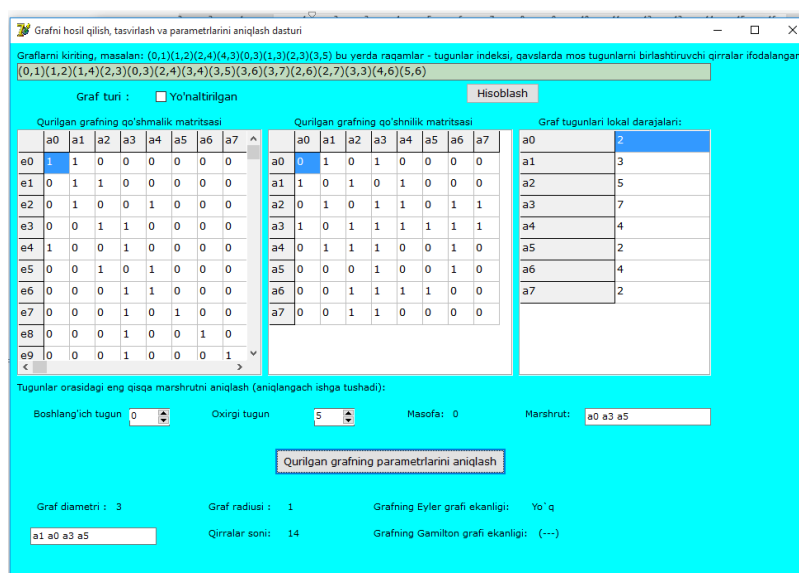 Grafni hosil qilish, tasvirlash va parametrlarini aniqlash dasturi
Graflarni kiriting, masalan: (0,1)(1,2)(2,4)(4,3)(0,3)(1,3)(2,3)(3,5) bu yerda raqamlar - tugunlar indeksi, qavslarda mos tugunlarni birlashtiruvchi qirralar ifodalangan
(0,1)(1,2)(1,4)(2,3)(0,3)(2,4)(3,4)(3,5)(3,6)(3,7)(2,6)(2,7)(3,3)(4,6)(5,6)
Graf turi : Yo'naltirilgan Hisoblash
Qurilgan grafning qo'shmalik matritsasi Qurilgan grafning qo'shnilik matritsasi Graf tugunlari lokal darajalari:
a0 a1 a2 a3 a4 a5 a6 a7 a0 a1 a2 a3 a4 a5 a6 a7 a0 2
e0 1 1 0 0 0 0 0 0 a0 0 1 0 1 0 0 0 0 a1 3
e1 0 1 1 0 0 0 0 0 a1 1 0 1 0 1 0 0 0 a2 5
e2 0 1 0 0 1 0 0 0 a2 0 1 0 1 1 0 1 1 a3 7
e3 0 0 1 1 0 0 0 0 a3 1 0 1 1 1 1 1 1 a4 4
e4 1 0 0 1 0 0 0 0 a4 0 1 1 1 0 0 1 0 a5 2
e5 0 0 1 0 1 0 0 0 a5 0 0 0 1 0 0 1 0 a6 4
e6 0 0 0 1 1 0 0 0 a6 0 0 1 1 1 1 0 0 a7 2
e7 0 0 0 1 0 1 0 0 a7 0 0 1 1 0 0 0 0
e8 0 0 0 1 0 0 1 0
e9 0 0 0 1 0 0 0 1
Tugunlar orasidagi eng qisqa marshrutni aniqlash (aniqlangach ishga tushadi):
Boshlang'ich tugun 0 Oxirgi tugun 5 Masofa: 0 Marshrut: a0 a3 a5
Qurilgan grafning parametrlarini aniqlash
Graf diametri : 3 Graf radiusi : 1 Grafning Eyler grafi ekanligi: Yo`q
a1 a0 a3 a5 Qirralar soni: 14 Grafning Gamilton grafi ekanligi: (---)